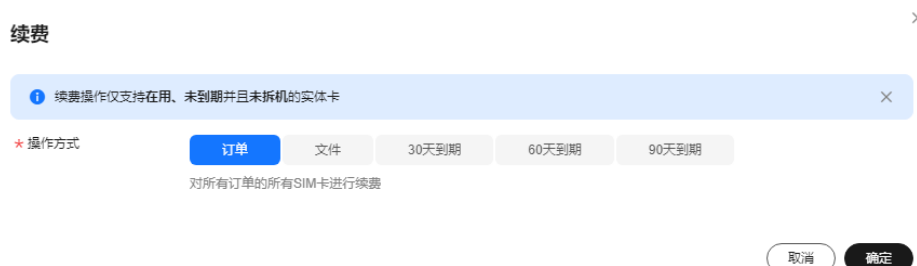 续费
续费操作仅支持在用、未到期并且未拆机的实体卡
* 操作方式
订单 文件 30天到期 60天到期 90天到期
对所有订单的所有SIM卡进行续费
取消 确定